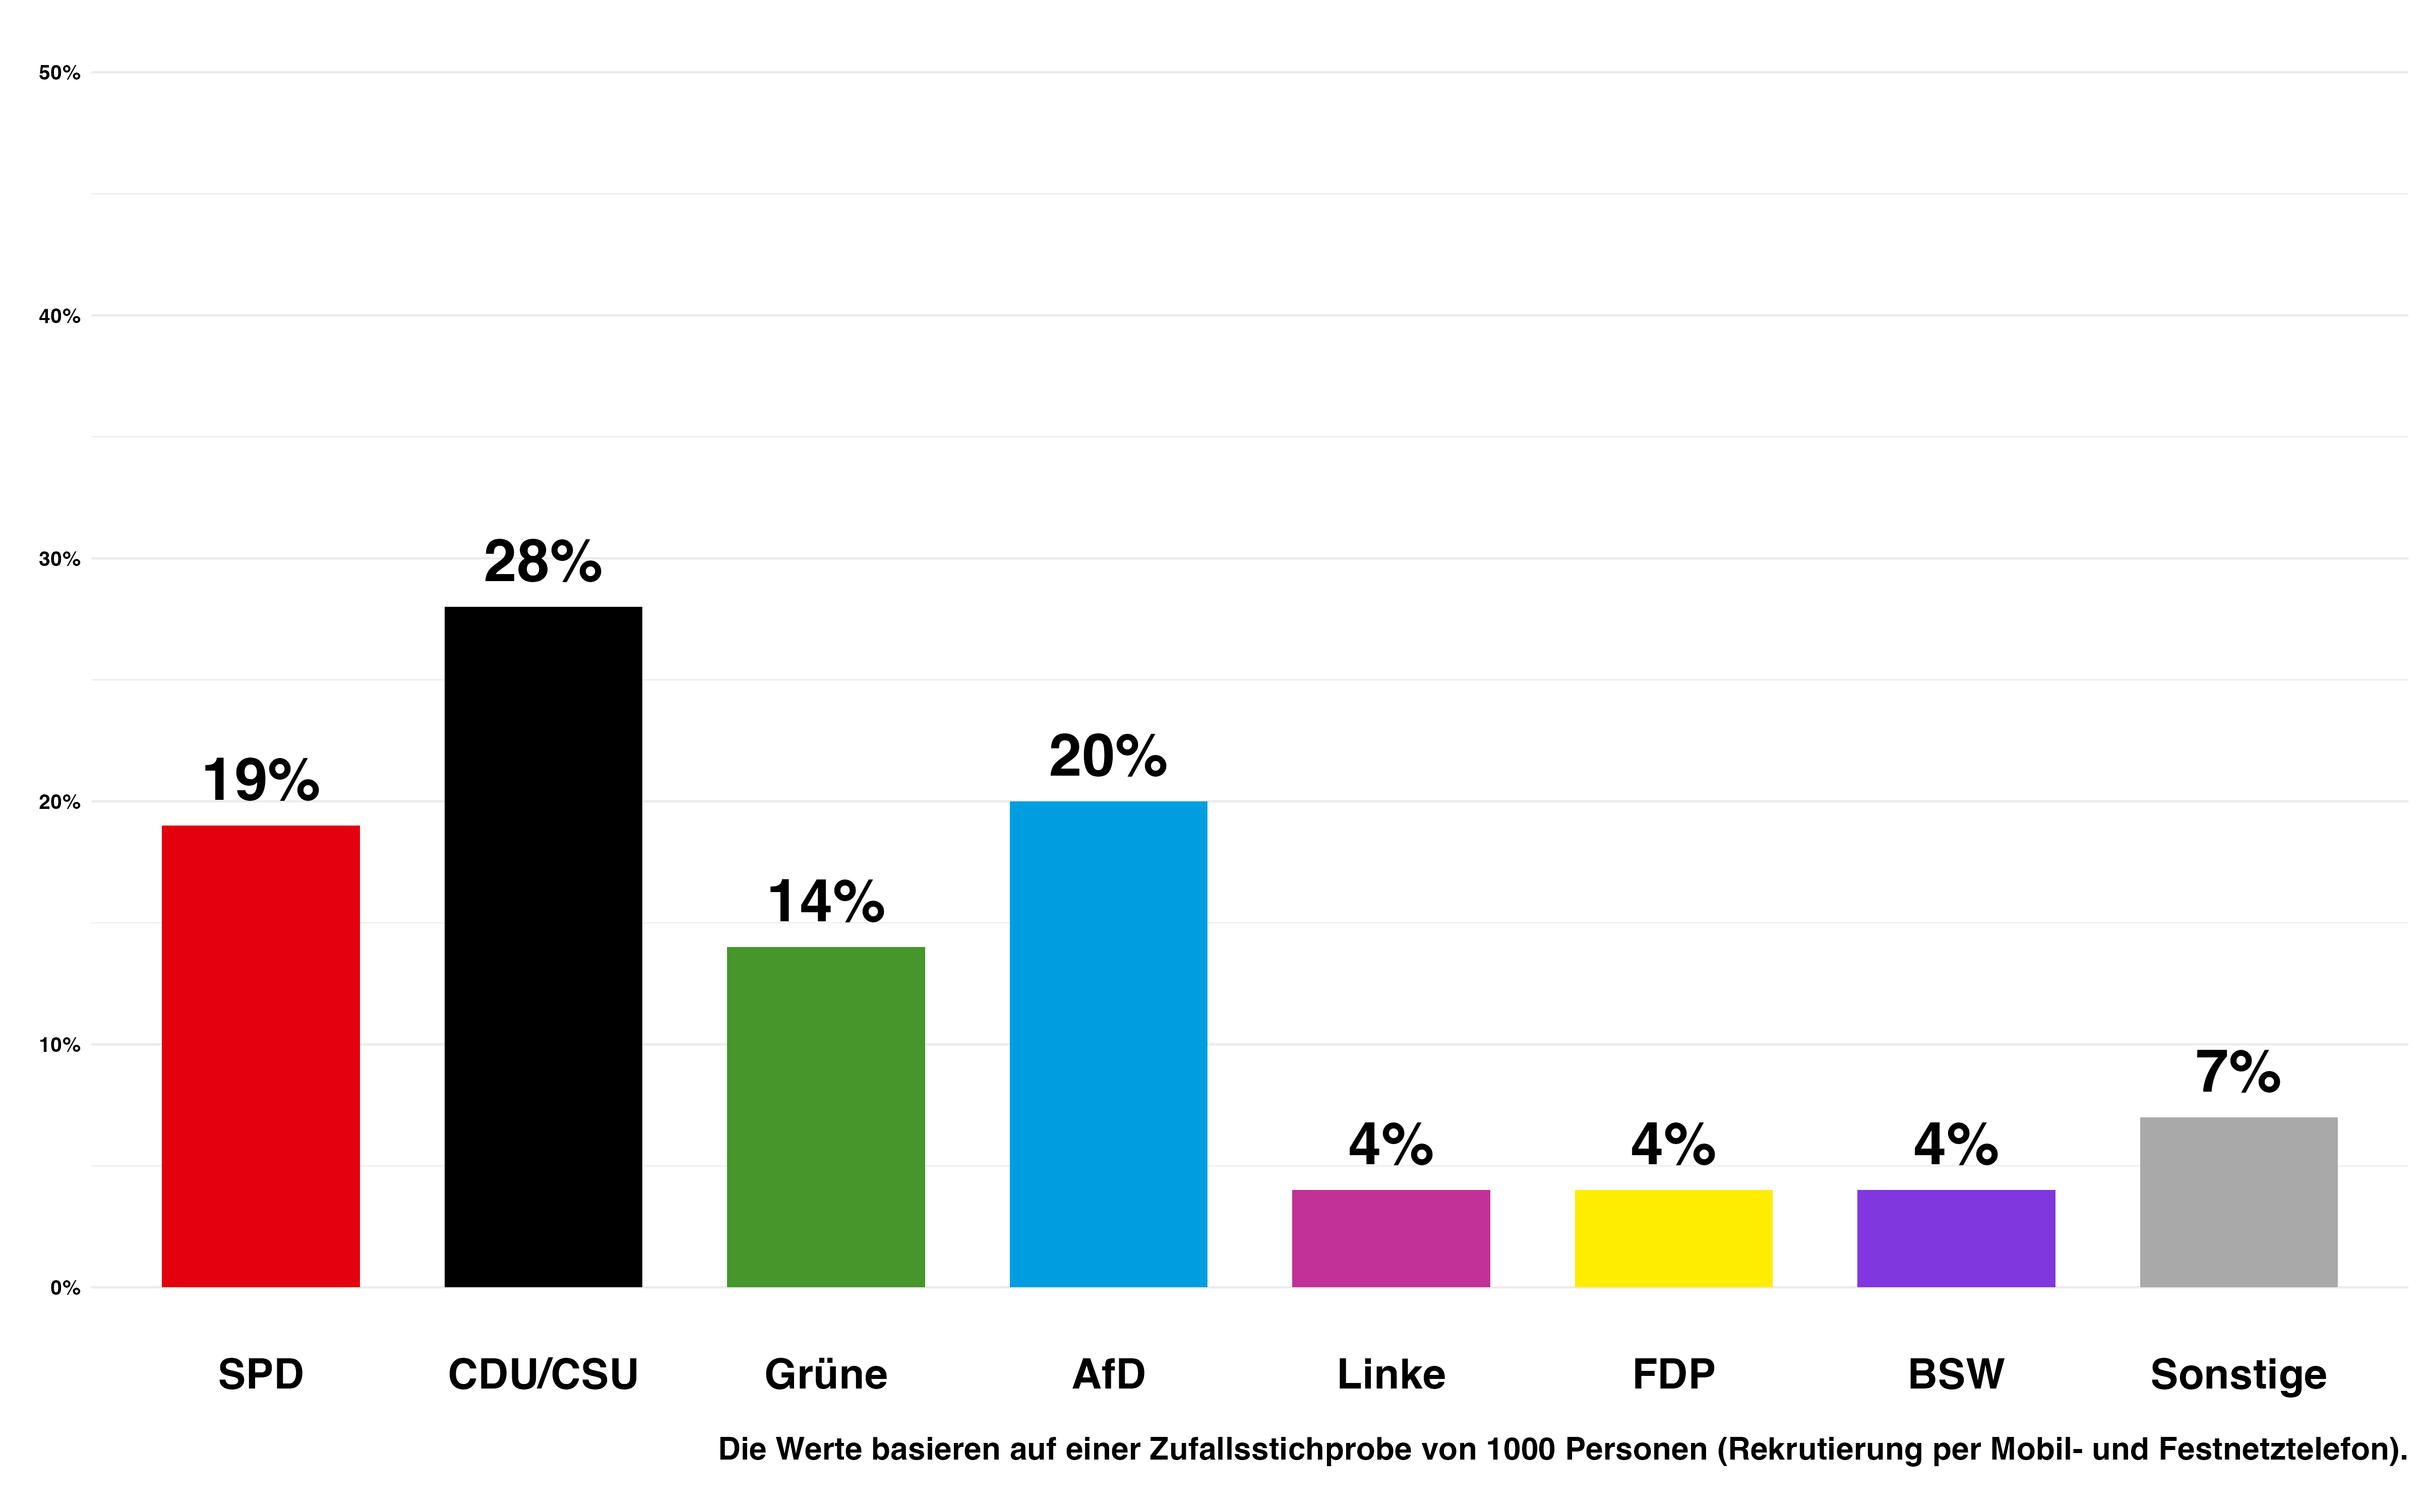 50%
40%
30%
20%
10%
0%
19%
28%
14%
20%
4%
4%
4%
7%
SPD
CDU/CSU
Grüne
AfD
Linke
FDP
BSW
Sonstige
Die Werte basieren auf einer Zufallsstichprobe von 1000 Personen (Rekrutierung per Mobil- und Festnetztelefon).